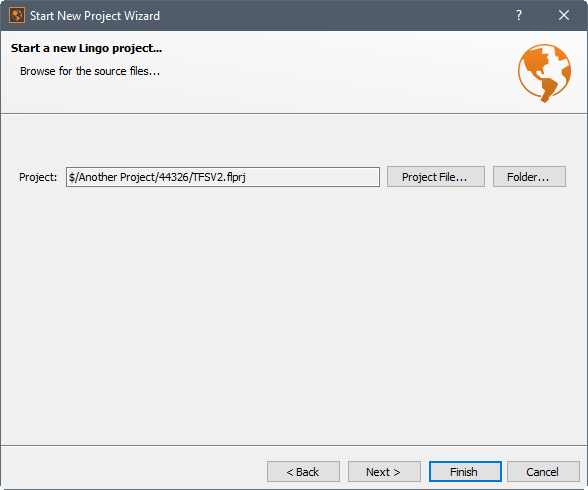 Start New Project Wizard ?
Start a new Lingo project...
Browse for the source files...
Project: $/Another Project/44326/TFSV2.flprj Project File... Folder...
< Back Next > Finish Cancel